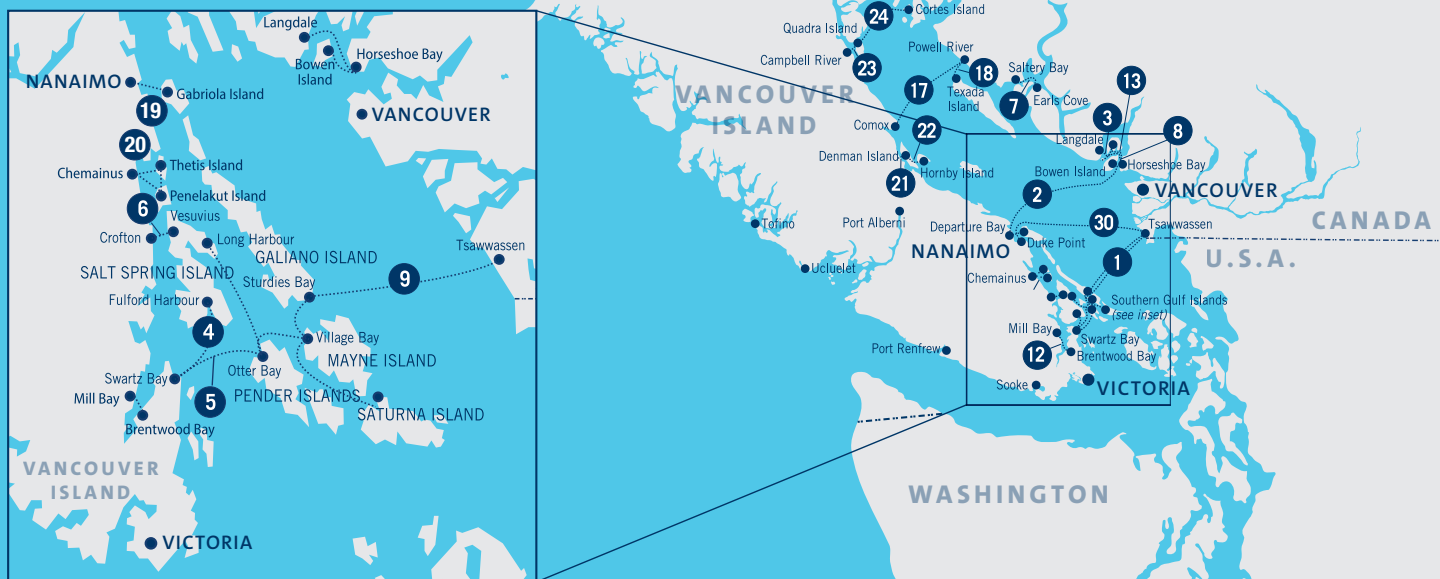 Langdale
Bowen
Island
Horseshoe Bay
NANAIMO
Gabriola Island
19
VANCOUVER
20
Thetis Island
Chemainus
Penelakut Island
6
Vesuvius
Crofton
Long Harbour
GALIANO ISLAND
Tsawwassen
SALT SPRING ISLAND
Sturdies Bay
9
Fulford Harbour
4
Village Bay
MAYNE ISLAND
Otter Bay
Swartz Bay
5
PENDER ISLANDS
Mill Bay
SATURNA ISLAND
Brentwood Bay
VANCOUVER
ISLAND
VICTORIA
24
Cortes Island
Quadra Island
Campbell River
23
Powell River
18
Saltery Bay
13
17
Texada
Island
7
Earls Cove
VANCOUVER
ISLAND
Comox
22
3
8
Langdale
Denman Island
Hornby Island
Bowen Island
Horseshoe Bay
21
2
VANCOUVER
Tofino
Port Alberni
Departure Bay
30
Tsawwassen
CANADA
NANAIMO
Duke Point
U.S.A.
Ucluelet
1
Chemainus
Southern Gulf Islands
(see inset)
Mill Bay
Swartz Bay
Port Renfrew
12
Brentwood Bay
Sooke
VICTORIA
WASHINGTON